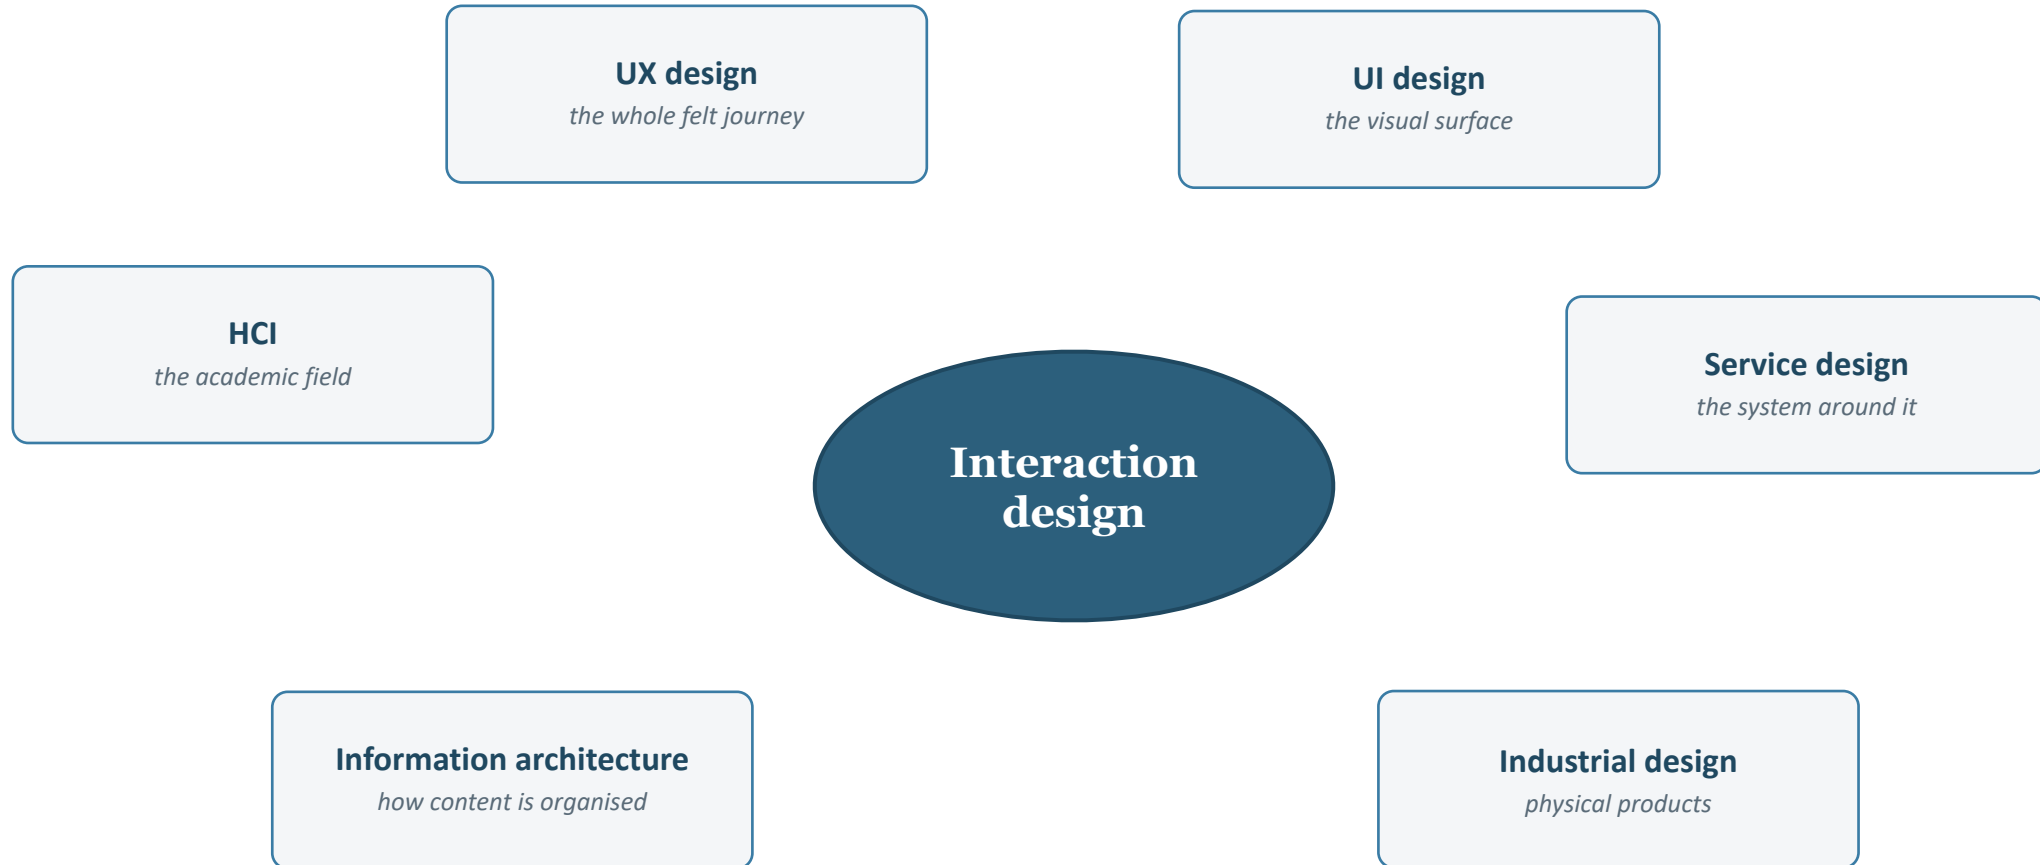 UX design
the whole felt journey
UI design
the visual surface
HCI
the academic field
Service design
the system around it
Interaction
design
Information architecture
how content is organised
Industrial design
physical products